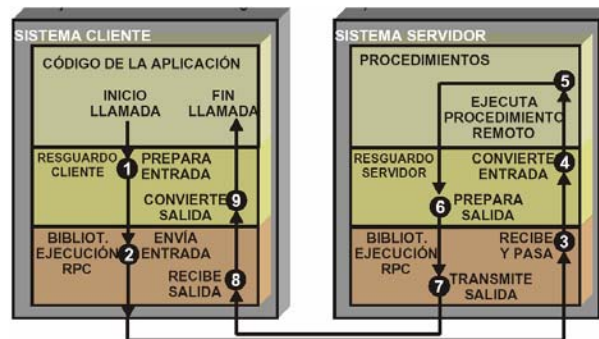 SISTEMA CLIENTE
CÓDIGO DE LA APLICACIÓN
INICIO
LLAMADA
FIN
LLAMADA
RESGUARDO
CLIENTE
1
PREPARA
ENTRADA
CONVIERTE
SALIDA
9
BIBLIOT.
EJECUCIÓN
RPC
2
ENVÍA
ENTRADA
RECIBE
SALIDA
8
SISTEMA SERVIDOR
PROCEDIMIENTOS
5
EJECUTA
PROCEDIMIENTO
REMOTO
RESGUARDO
SERVIDOR
CONVIERTE
ENTRADA
4
6
PREPARA
SALIDA
BIBLIOT.
EJECUCIÓN
RPC
RECIBE
Y PASA
3
7
TRANSMITE
SALIDA